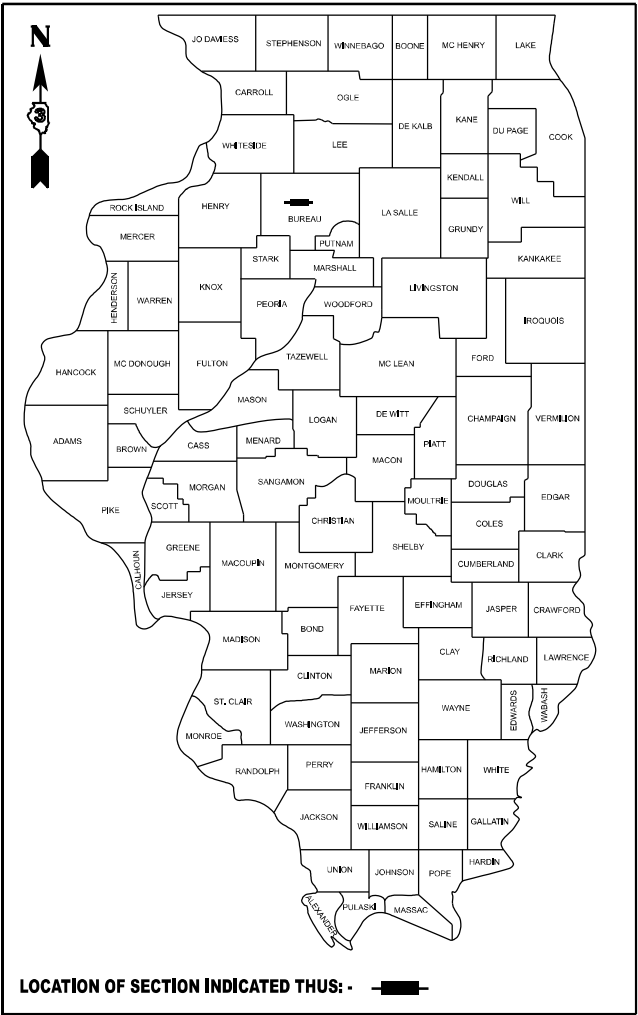 N
3
JO DAVIESS STEPHENSON WINNEBAGO BOONE MC HENRY LAKE
CARROLL OGLE DE KALB KANE DU PAGE COOK
WHITESIDE LEE
KENDALL WILL
ROCK ISLAND HENRY BUREAU LA SALLE GRUNDY
MERCER PUTNAM
STARK MARSHALL KANKAKEE
HENDERSON WARREN KNOX PEORIA WOODFORD LIVINGSTON IROQUOIS
HANCOCK MC DONOUGH FULTON TAZEWELL MC LEAN FORD
MASON
SCHUYLER LOGAN DE WITT CHAMPAIGN VERMILION
ADAMS BROWN CASS MENARD PIATT
MACON
PIKE SCOTT MORGAN SANGAMON MOULTRIE DOUGLAS EDGAR
CHRISTIAN COLES
CALHOUN GREENE MACOUPIN MONTGOMERY SHELBY CUMBERLAND CLARK
JERSEY FAYETTE EFFINGHAM JASPER CRAWFORD
MADISON BOND
CLAY RICHLAND LAWRENCE
CLINTON MARION
ST. CLAIR WAYNE EDWARDS WABASH
MONROE WASHINGTON JEFFERSON
RANDOLPH PERRY HAMILTON WHITE
FRANKLIN
JACKSON WILLIAMSON SALINE GALLATIN
UNION JOHNSON POPE HARDIN
ALEXANDER PULASKI MASSAC
LOCATION OF SECTION INDICATED THUS: -